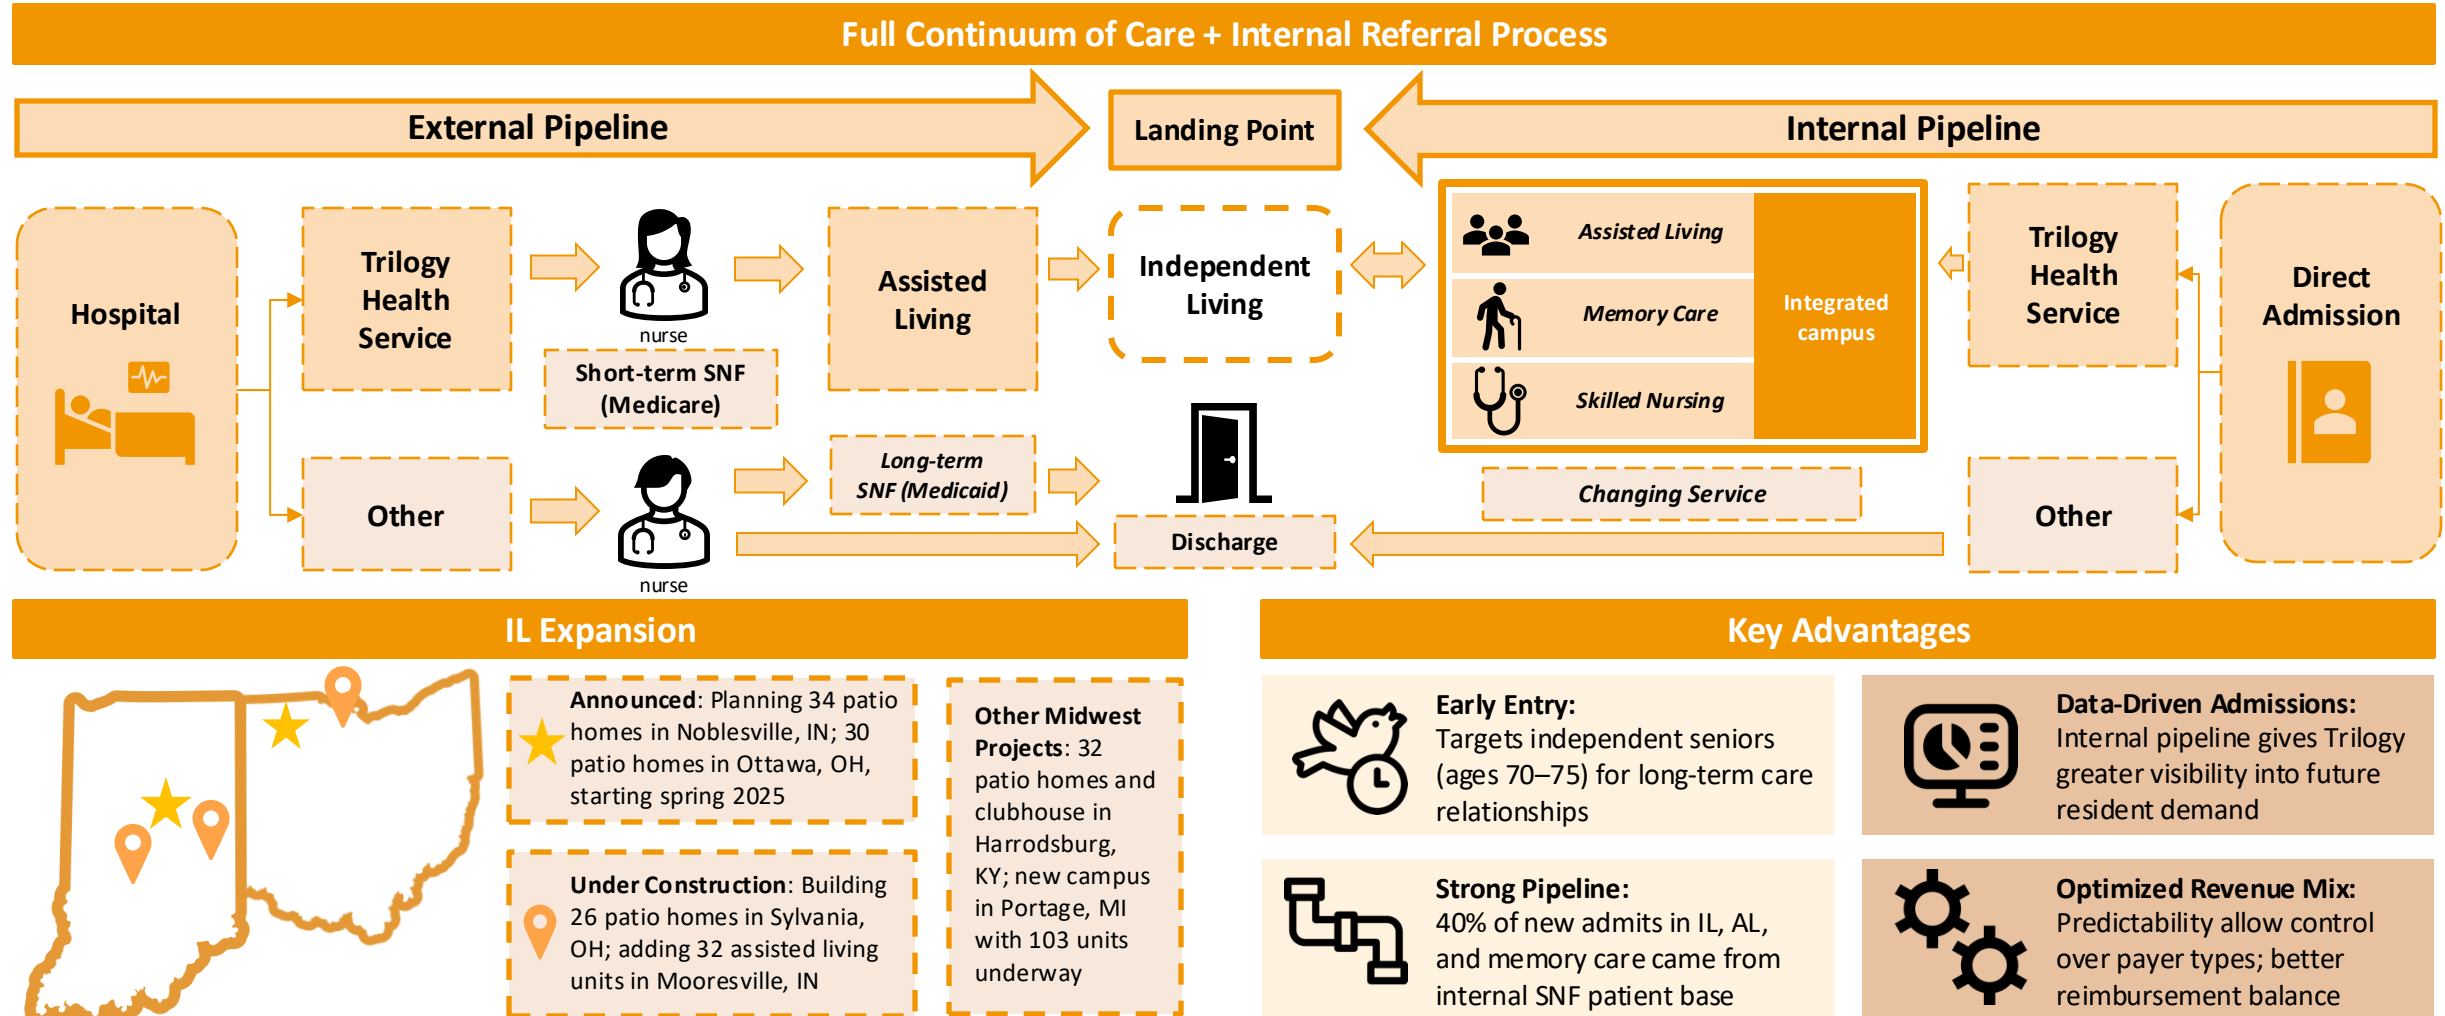 Full Continuum of Care + Internal Referral Process
External Pipeline
Landing Point
Internal Pipeline
Hospital
Trilogy
Health
Service
nurse
Short-term SNF
(Medicare)
Assisted
Living
Independent
Living
Assisted Living
Memory Care
Skilled Nursing
Integrated
campus
Trilogy
Health
Service
Direct
Admission
Other
nurse
Long-term
SNF (Medicaid)
Discharge
Changing Service
Other
IL Expansion
Announced: Planning 34 patio
homes in Noblesville, IN; 30
patio homes in Ottawa, OH,
starting spring 2025
Under Construction: Building
26 patio homes in Sylvania,
OH; adding 32 assisted living
units in Mooresville, IN
Other Midwest
Projects: 32
patio homes and
clubhouse in
Harrodsburg,
KY; new campus
in Portage, MI
with 103 units
underway
Key Advantages
Early Entry:
Targets independent seniors
(ages 70–75) for long-term care
relationships
Data-Driven Admissions:
Internal pipeline gives Trilogy
greater visibility into future
resident demand
Strong Pipeline:
40% of new admits in IL, AL,
and memory care came from
internal SNF patient base
Optimized Revenue Mix:
Predictability allow control
over payer types; better
reimbursement balance